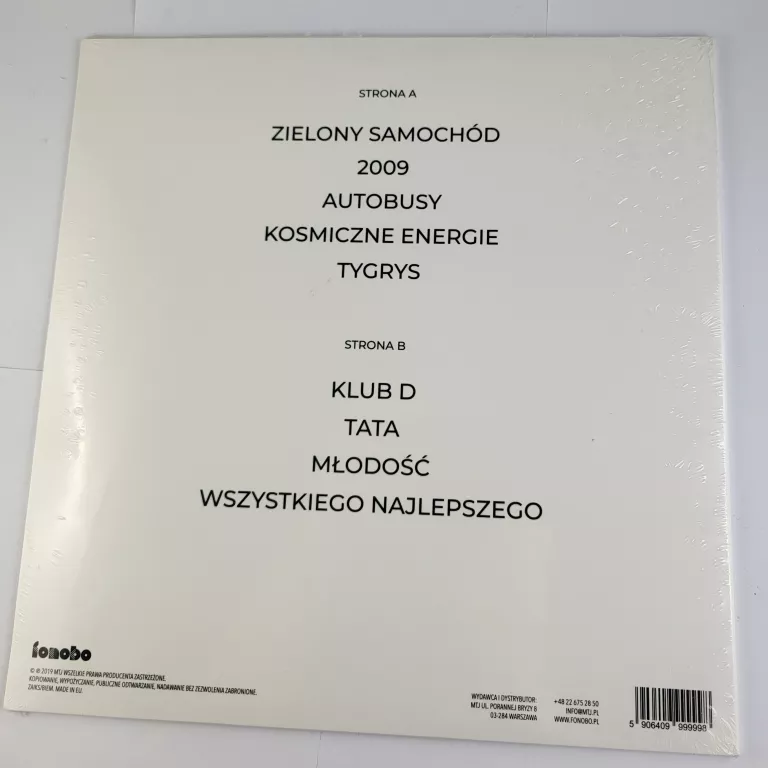 STRONA A
ZIELONY SAMOCHÓD
2009
AUTOBUSY
KOSMICZNE ENERGIE
TYGRYS
STRONA B
KLUB D
TATA
MŁODOŚĆ
WSZYSTKIEGO NAJLEPSZEGO
fonobo
© ℗ 2019 MTJ WSZELKIE PRAWA PRODUCENTA ZASTRZEŻONE.
KOPIOWANIE, WYPOŻYCZANIE, PUBLICZNE ODTWARZANIE, NADAWANIE BEZ ZEZWOLENIA ZABRONIONE.
ZAIKS/BIEM. MADE IN EU.
WYDAWCA I DYSTRYBUTOR:
MTJ UL. PORANNEJ BRYZY 8
03-284 WARSZAWA
+48 22 675 28 50
INFO@MTJ.PL
WWW.FONOBO.PL
5 906409 999998